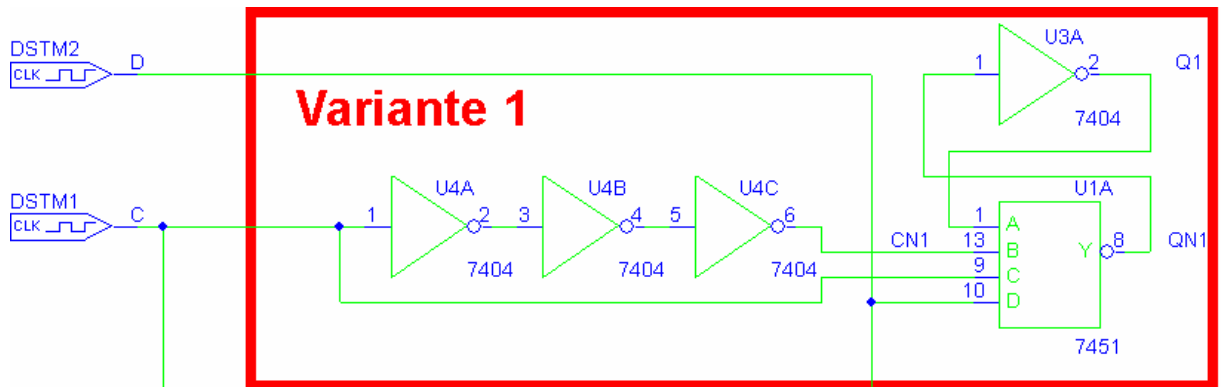 DSTM2
CLK
D
Variante 1
U3A
1
2
Q1
7404
DSTM1
CLK
C
U4A
1
2
7404
U4B
3
4
7404
U4C
5
6
7404
CN1
U1A
1
A
13
B
9
C
10
D
Y
8
QN1
7451